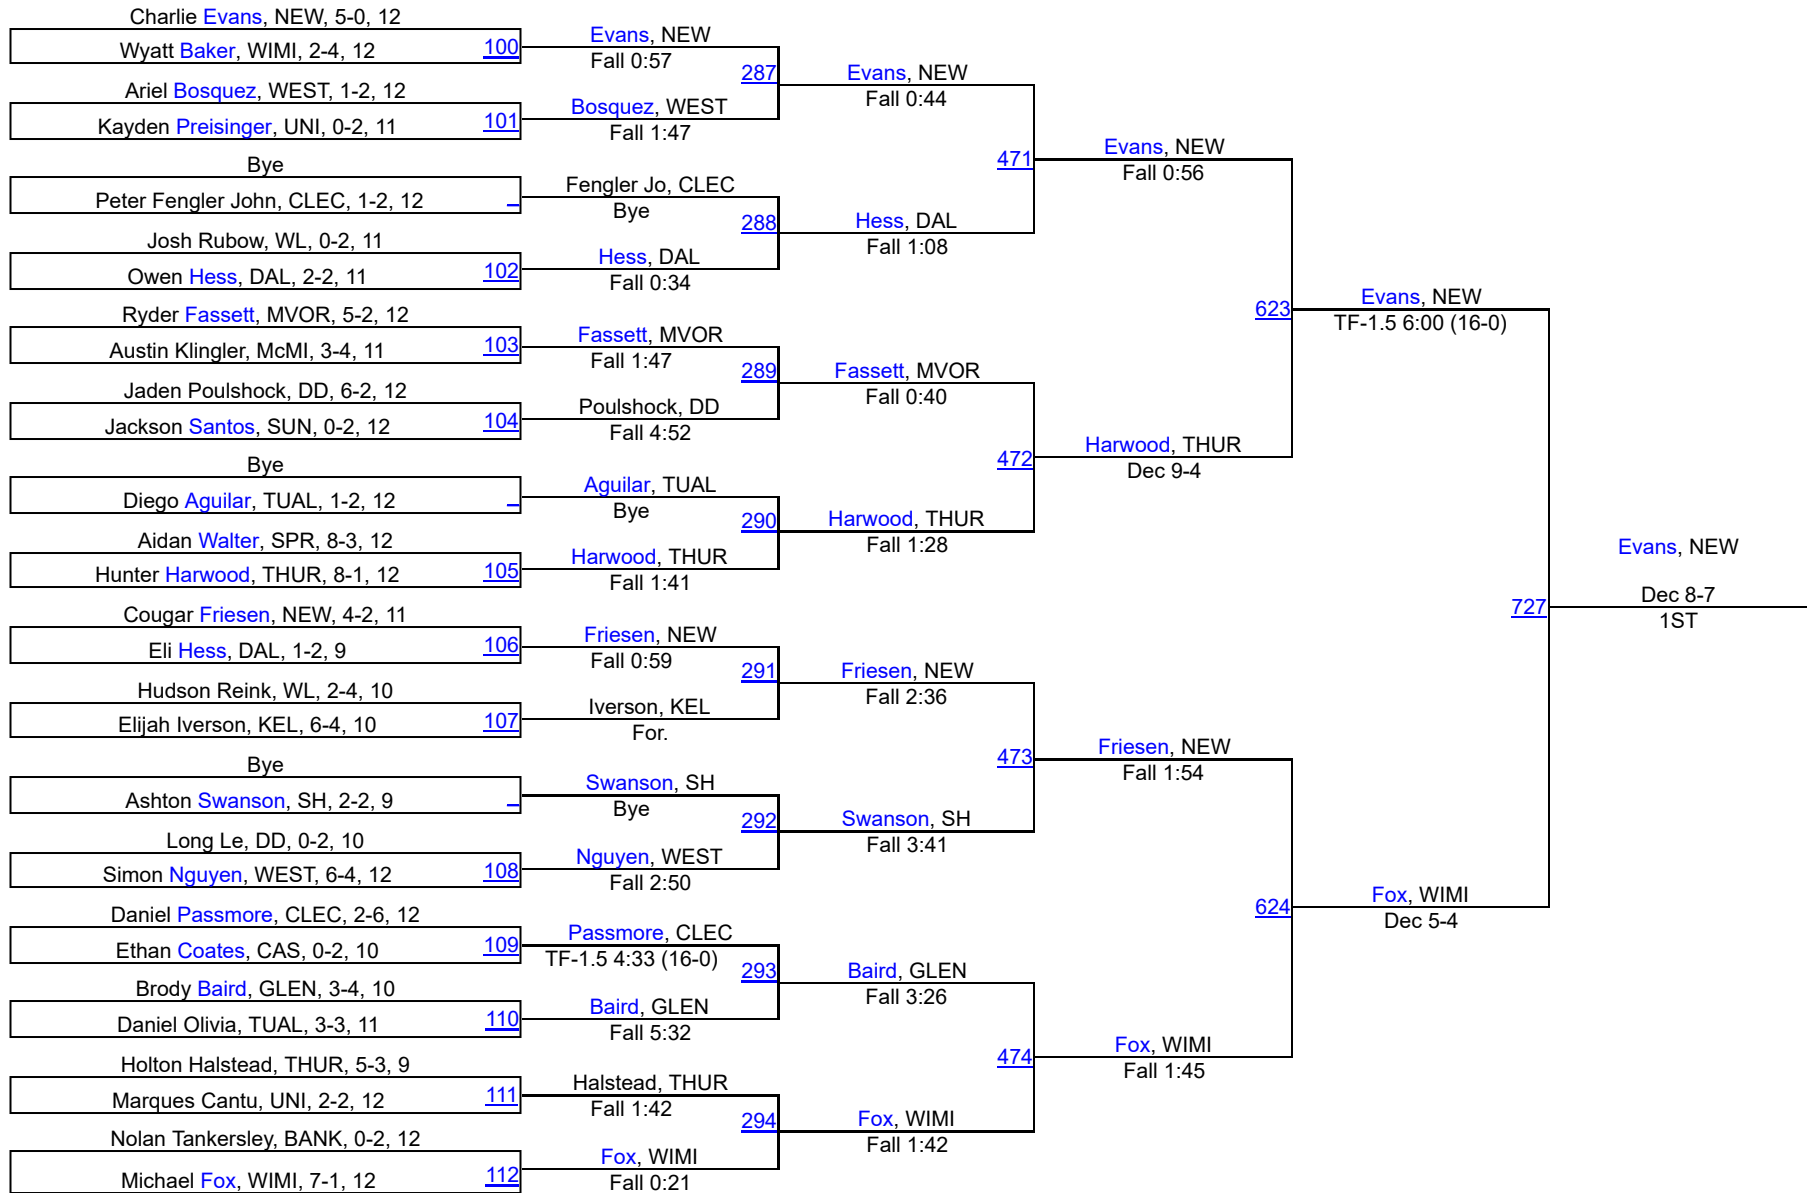 Charlie Evans, NEW, 5-0, 12
Wyatt Baker, WIMI, 2-4, 12
100
Ariel Bosquez, WEST, 1-2, 12
Kayden Preisinger, UNI, 0-2, 11
101
Bye
Peter Fengler John, CLEC, 1-2, 12
Josh Rubow, WL, 0-2, 11
Owen Hess, DAL, 2-2, 11
102
Ryder Fassett, MVOR, 5-2, 12
Austin Klingler, McMI, 3-4, 11
103
Jaden Poulshock, DD, 6-2, 12
Jackson Santos, SUN, 0-2, 12
104
Bye
Diego Aguilar, TUAL, 1-2, 12
Aidan Walter, SPR, 8-3, 12
Hunter Harwood, THUR, 8-1, 12
105
Cougar Friesen, NEW, 4-2, 11
Eli Hess, DAL, 1-2, 9
106
Hudson Reink, WL, 2-4, 10
Elijah Iverson, KEL, 6-4, 10
107
Bye
Ashton Swanson, SH, 2-2, 9
Long Le, DD, 0-2, 10
Simon Nguyen, WEST, 6-4, 12
108
Daniel Passmore, CLEC, 2-6, 12
Ethan Coates, CAS, 0-2, 10
109
Brody Baird, GLEN, 3-4, 10
Daniel Olivia, TUAL, 3-3, 11
110
Holton Halstead, THUR, 5-3, 9
Marques Cantu, UNI, 2-2, 12
111
Nolan Tankersley, BANK, 0-2, 12
Michael Fox, WIMI, 7-1, 12
112
Evans, NEW
Fall 0:57
287
Bosquez, WEST
Fall 1:47
Fengler Jo, CLEC
Bye
288
Hess, DAL
Fall 0:34
Fassett, MVOR
Fall 1:47
289
Poulshock, DD
Fall 4:52
Aguilar, TUAL
Bye
290
Harwood, THUR
Fall 1:41
Friesen, NEW
Fall 0:59
291
Iverson, KEL
For.
Swanson, SH
Bye
292
Nguyen, WEST
Fall 2:50
Passmore, CLEC
TF-1.5 4:33 (16-0)
293
Baird, GLEN
Fall 5:32
Halstead, THUR
Fall 1:42
294
Fox, WIMI
Fall 0:21
Evans, NEW
Fall 0:44
471
Hess, DAL
Fall 1:08
Fassett, MVOR
Fall 0:40
472
Harwood, THUR
Fall 1:28
Friesen, NEW
Fall 2:36
473
Swanson, SH
Fall 3:41
Baird, GLEN
Fall 3:26
474
Fox, WIMI
Fall 1:42
Evans, NEW
Fall 0:56
623
Harwood, THUR
Dec 9-4
Friesen, NEW
Fall 1:54
624
Fox, WIMI
Fall 1:45
Evans, NEW
TF-1.5 6:00 (16-0)
727
Fox, WIMI
Dec 5-4
Evans, NEW
Dec 8-7
1ST